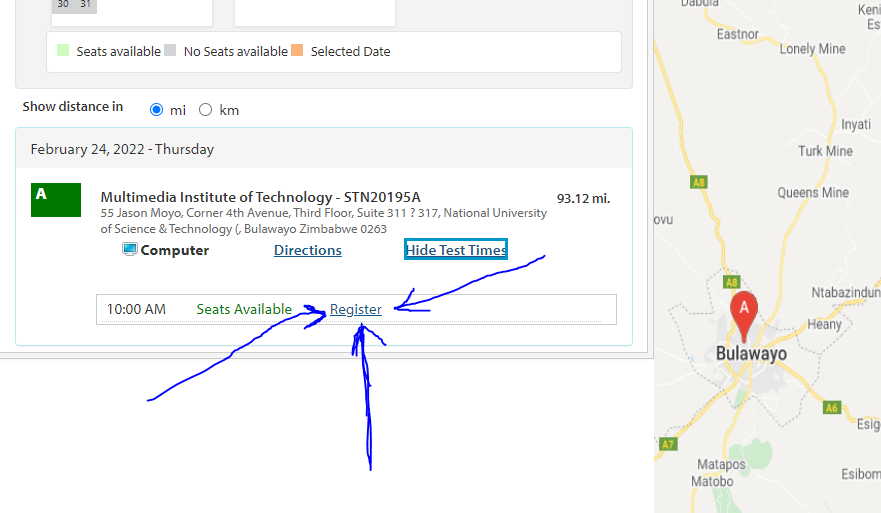 30 31
Seats available No Seats available Selected Date
Show distance in mi km
February 24, 2022 - Thursday
A
Multimedia Institute of Technology - STN20195A 93.12 mi.
55 Jason Moyo, Corner 4th Avenue, Third Floor, Suite 311 ? 317, National University
of Science & Technology (, Bulawayo Zimbabwe 0263
Computer Directions Hide Test Times
10:00 AM Seats Available Register
Dabula
Eastnor
Lonely Mine
Inyati
Turk Mine
A8
Queens Mine
A8
Ntabazindun
A
Heany
Bulawayo
A6
Esig
A7
Matapos
Matobo
Esibom